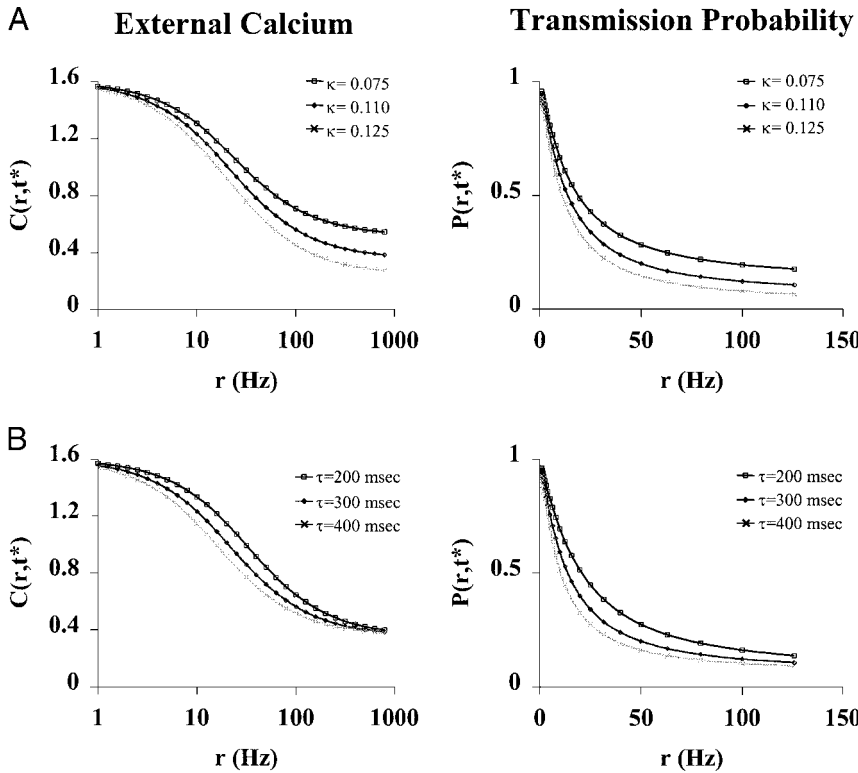 A
External Calcium
Transmission Probability
1.6
1.2
0.8
0.4
0
C(r,t*)
κ= 0.075
κ= 0.110
κ= 0.125
1
10
100
1000
r (Hz)
1
0.5
0
P(r,t*)
κ= 0.075
κ= 0.110
κ= 0.125
0
50
100
150
r (Hz)
B
1.6
1.2
0.8
0.4
0
C(r,t*)
τ=200 msec
τ=300 msec
τ=400 msec
1
10
100
1000
r (Hz)
1
0.5
0
P(r,t*)
τ=200 msec
τ=300 msec
τ=400 msec
0
50
100
150
r (Hz)